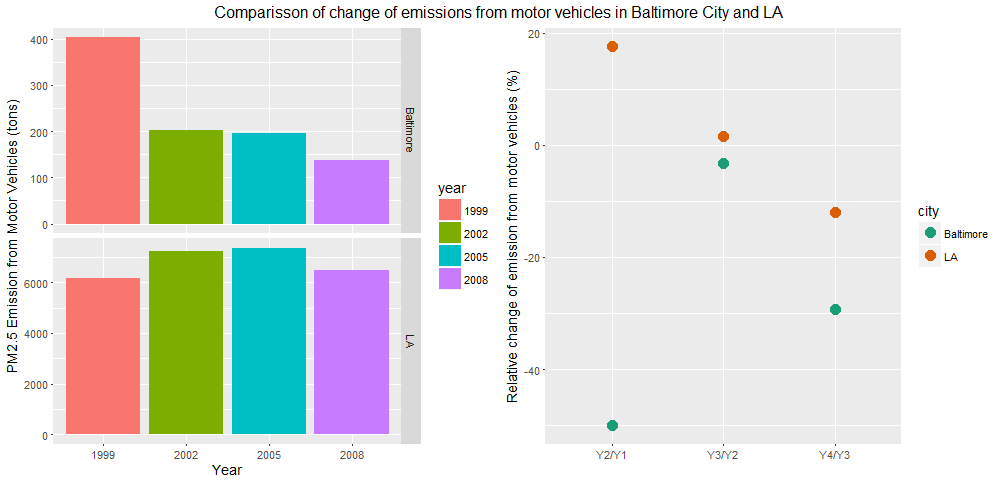 Comparisson of change of emissions from motor vehicles in Baltimore City and LA
PM2.5 Emission from Motor Vehicles (tons)
400
300
200
100
0
Baltimore
6000
4000
2000
0
LA
1999
2002
2005
2008
Year
year
1999
2002
2005
2008
Relative change of emission from motor vehicles (%)
20
0
-20
-40
Y2/Y1
Y3/Y2
Y4/Y3
city
Baltimore
LA